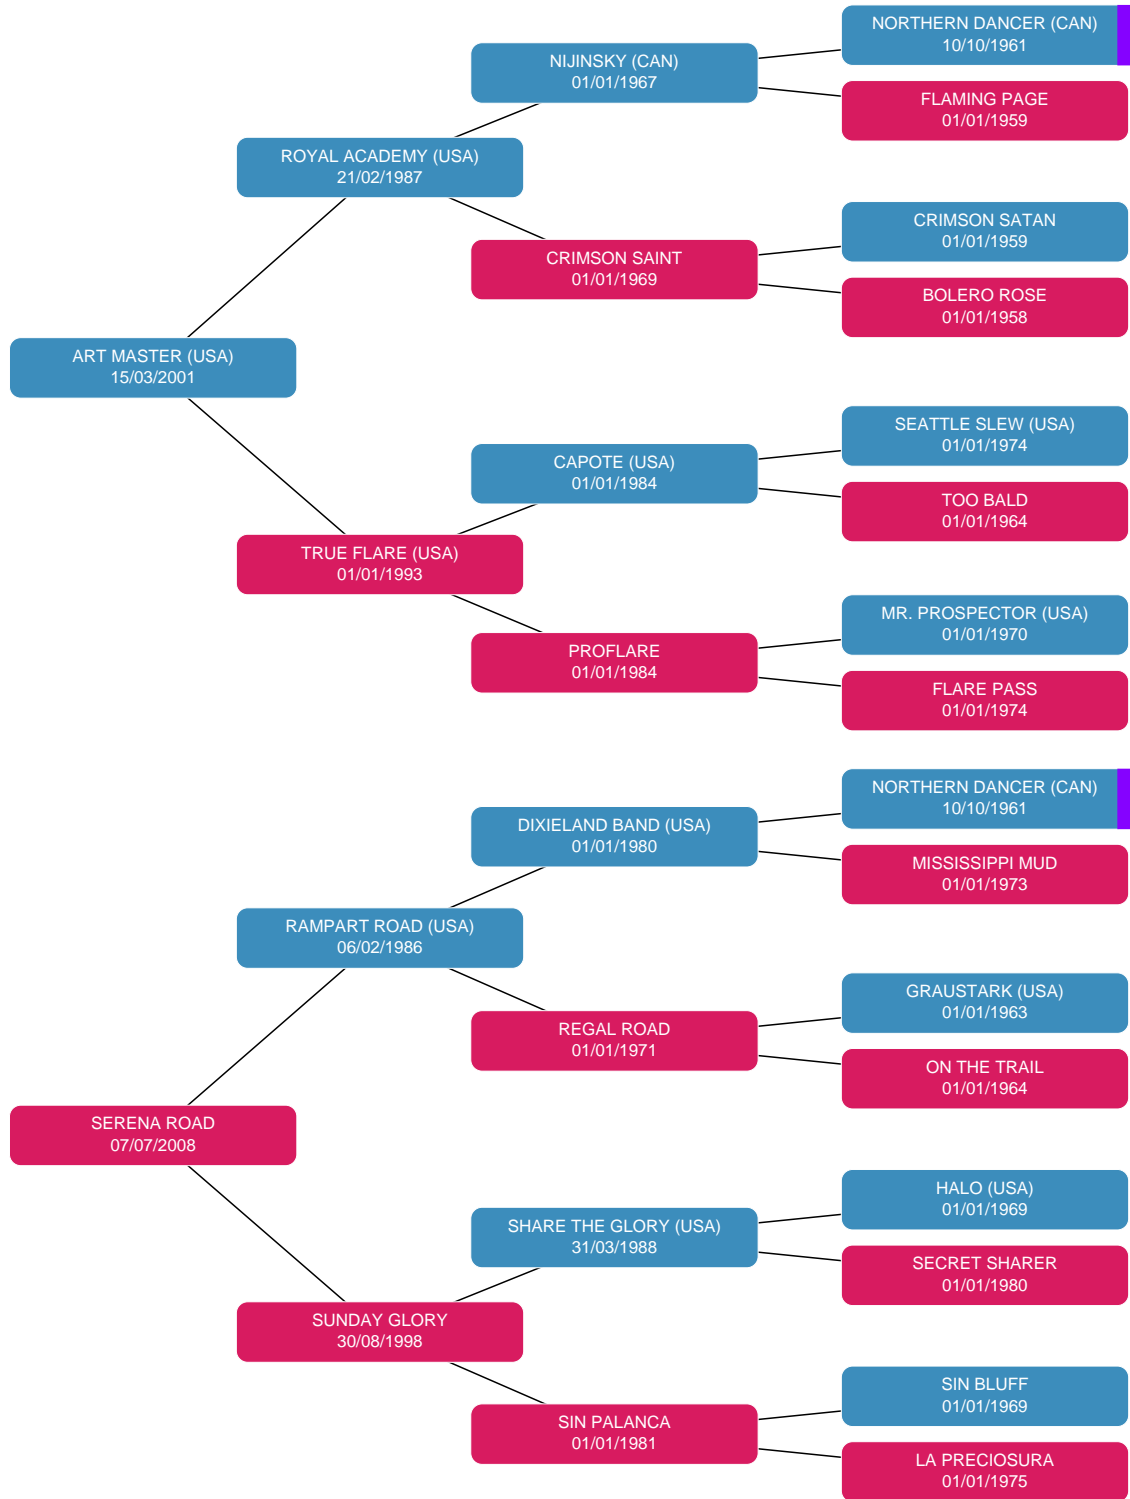 NORTHERN DANCER (CAN)
10/10/1961
NIJINSKY (CAN)
01/01/1967
FLAMING PAGE
01/01/1959
ROYAL ACADEMY (USA)
21/02/1987
CRIMSON SATAN
01/01/1959
CRIMSON SAINT
01/01/1969
BOLERO ROSE
01/01/1958
ART MASTER (USA)
15/03/2001
SEATTLE SLEW (USA)
01/01/1974
CAPOTE (USA)
01/01/1984
TOO BALD
01/01/1964
TRUE FLARE (USA)
01/01/1993
MR. PROSPECTOR (USA)
01/01/1970
PROFLARE
01/01/1984
FLARE PASS
01/01/1974
NORTHERN DANCER (CAN)
10/10/1961
DIXIELAND BAND (USA)
01/01/1980
MISSISSIPPI MUD
01/01/1973
RAMPART ROAD (USA)
06/02/1986
GRAUSTARK (USA)
01/01/1963
REGAL ROAD
01/01/1971
ON THE TRAIL
01/01/1964
SERENA ROAD
07/07/2008
HALO (USA)
01/01/1969
SHARE THE GLORY (USA)
31/03/1988
SECRET SHARER
01/01/1980
SUNDAY GLORY
30/08/1998
SIN BLUFF
01/01/1969
SIN PALANCA
01/01/1981
LA PRECIOSURA
01/01/1975